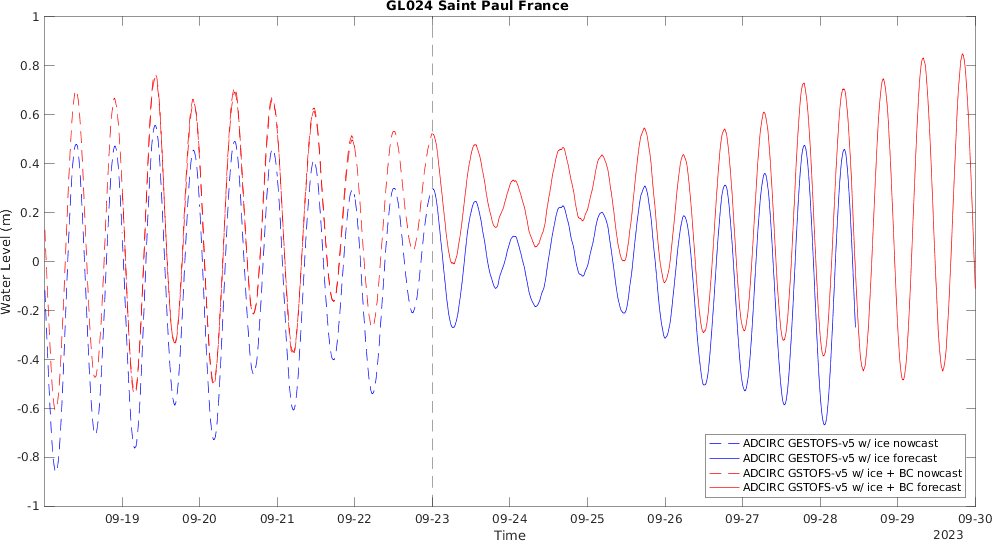 GL024 Saint Paul France
1
0.8
0.6
0.4
0.2
0
-0.2
-0.4
-0.6
-0.8
-1
Water Level (m)
ADCIRC GESTOFS-v5 w/ ice nowcast
ADCIRC GESTOFS-v5 w/ ice forecast
ADCIRC GSTOFS-v5 w/ ice + BC nowcast
ADCIRC GSTOFS-v5 w/ ice + BC forecast
09-19 09-20 09-21 09-22 09-23 09-24 09-25 09-26 09-27 09-28 09-29 09-30
Time
2023